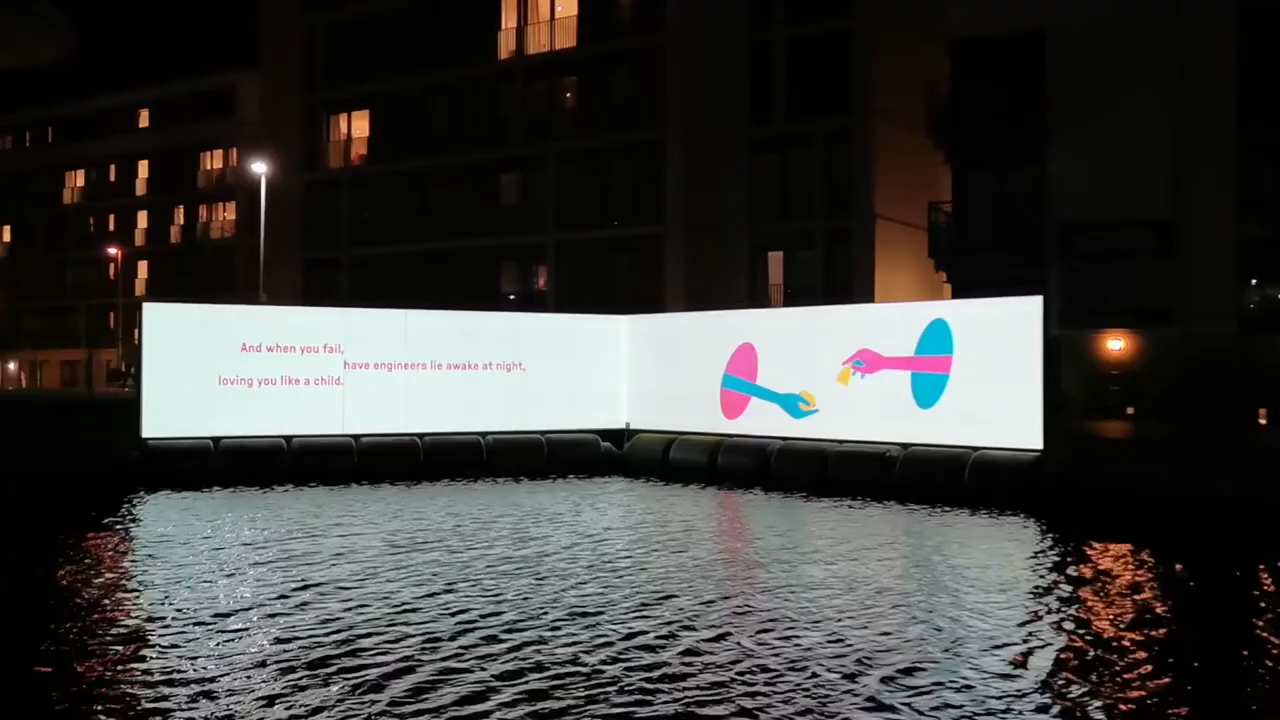 And when you fail,
have engineers lie awake at night,
loving you like a child.